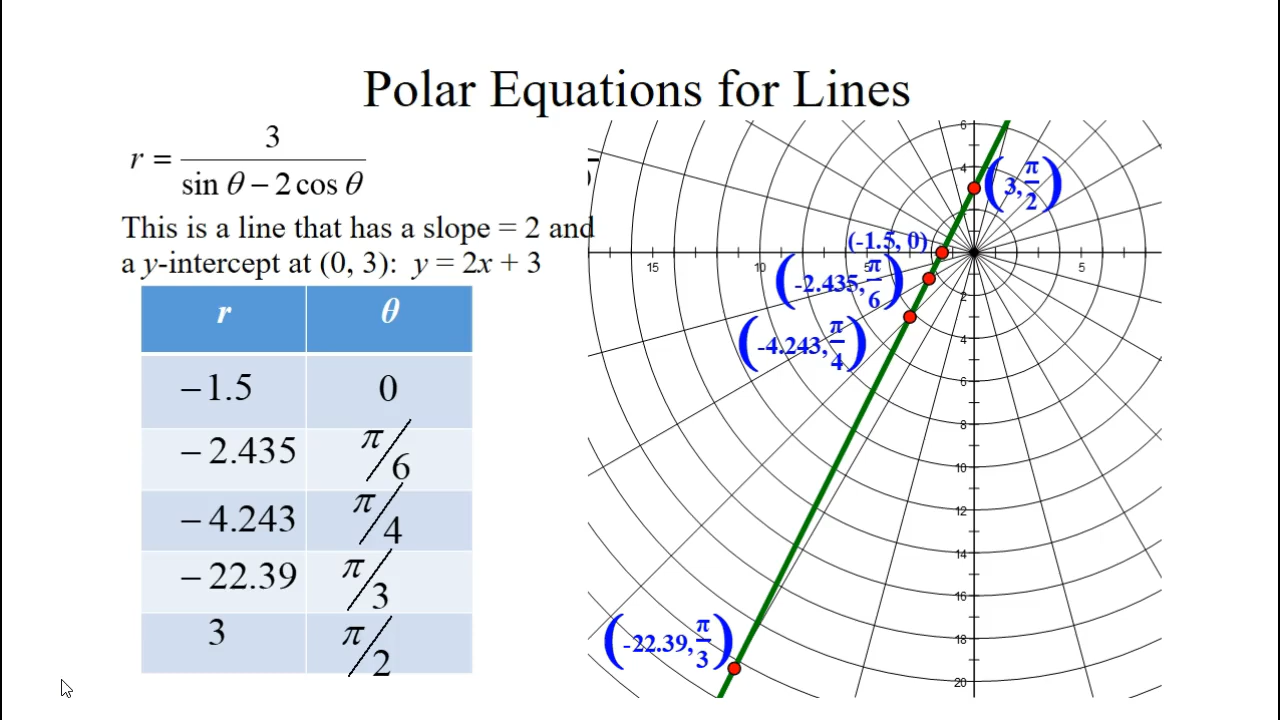 Polar Equations for Lines
r = 3 / (sin θ − 2 cos θ)
This is a line that has a slope = 2 and
a y-intercept at (0, 3): y = 2x + 3
r θ
−1.5 0
−2.435 π/6
−4.243 π/4
−22.39 π/3
3 π/2
6
4
(3, π/2)
(-1.5, 0)
15 10 5 5
(-2.435, π/6)
2
(-4.243, π/4)
4
6
8
10
12
14
16
(-22.39, π/3)
18
20